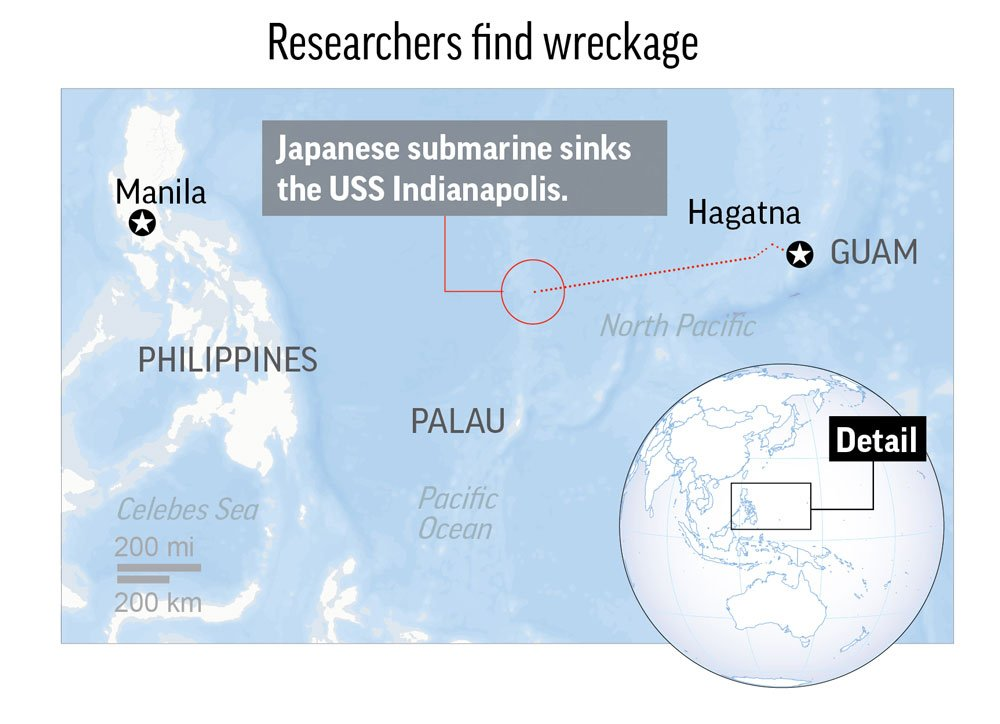 Researchers find wreckage
Japanese submarine sinks
the USS Indianapolis.
Manila
Hagatna
GUAM
North Pacific
PHILIPPINES
PALAU
Detail
Pacific
Ocean
Celebes Sea
200 mi
200 km